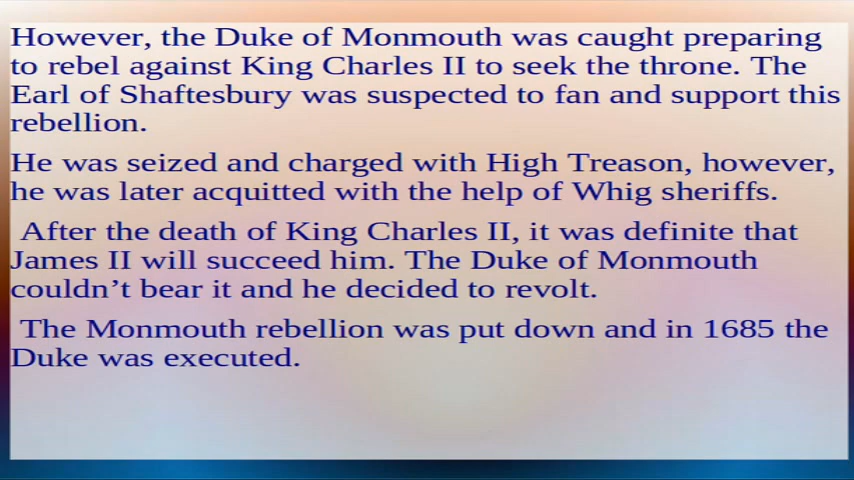 However, the Duke of Monmouth was caught preparing
to rebel against King Charles II to seek the throne. The
Earl of Shaftesbury was suspected to fan and support this
rebellion.
He was seized and charged with High Treason, however,
he was later acquitted with the help of Whig sheriffs.
After the death of King Charles II, it was definite that
James II will succeed him. The Duke of Monmouth
couldn’t bear it and he decided to revolt.
The Monmouth rebellion was put down and in 1685 the
Duke was executed.